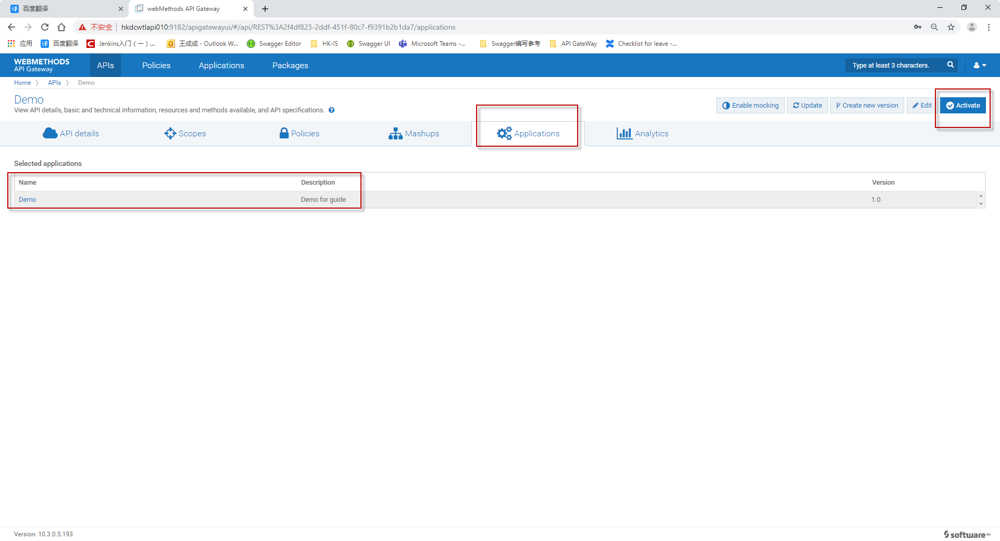 百度翻译
webMethods API Gateway
不安全 hkdcwtlapi010:9182/apigatewayui/#/api/REST%3A2f4df823-2ddf-451f-80c7-f9391b2b1da7/applications
应用 百度翻译 Jenkins入门（一）... 王成成 - Outlook W... Swagger Editor HK-IS Swagger UI Microsoft Teams -... Swagger编写参考 API GateWay Checklist for leave -...
WEBMETHODS
API Gateway
APIs Policies Applications Packages
Type at least 3 characters.
Home APIs Demo
Demo
View API details, basic and technical information, resources and methods available, and API specifications.
Enable mocking Update Create new version Edit Activate
API details Scopes Policies Mashups Applications Analytics
Selected applications
Name Description Version
Demo Demo for guide 1.0
Version: 10.3.0.5.193
software AG